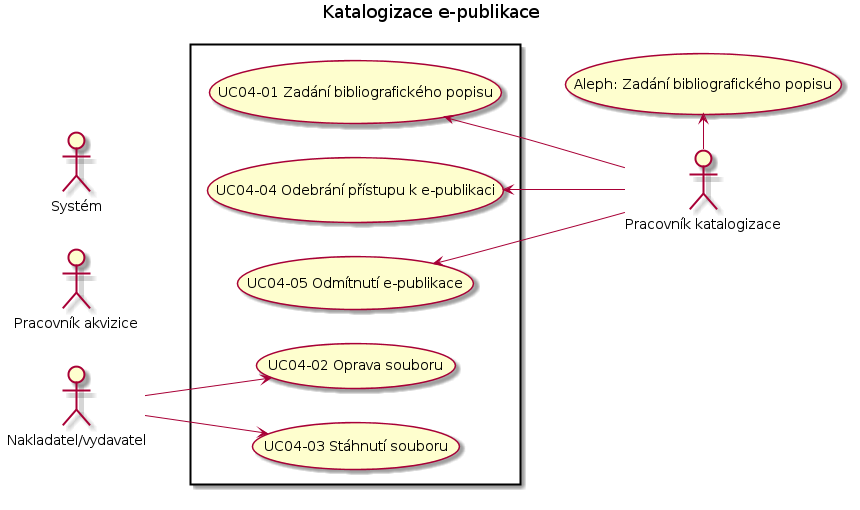 Katalogizace e-publikace
UC04-01 Zadání bibliografického popisu
Aleph: Zadání bibliografického popisu
UC04-04 Odebrání přístupu k e-publikaci
Systém
Pracovník katalogizace
UC04-05 Odmítnutí e-publikace
Pracovník akvizice
UC04-02 Oprava souboru
Nakladatel/vydavatel
UC04-03 Stáhnutí souboru